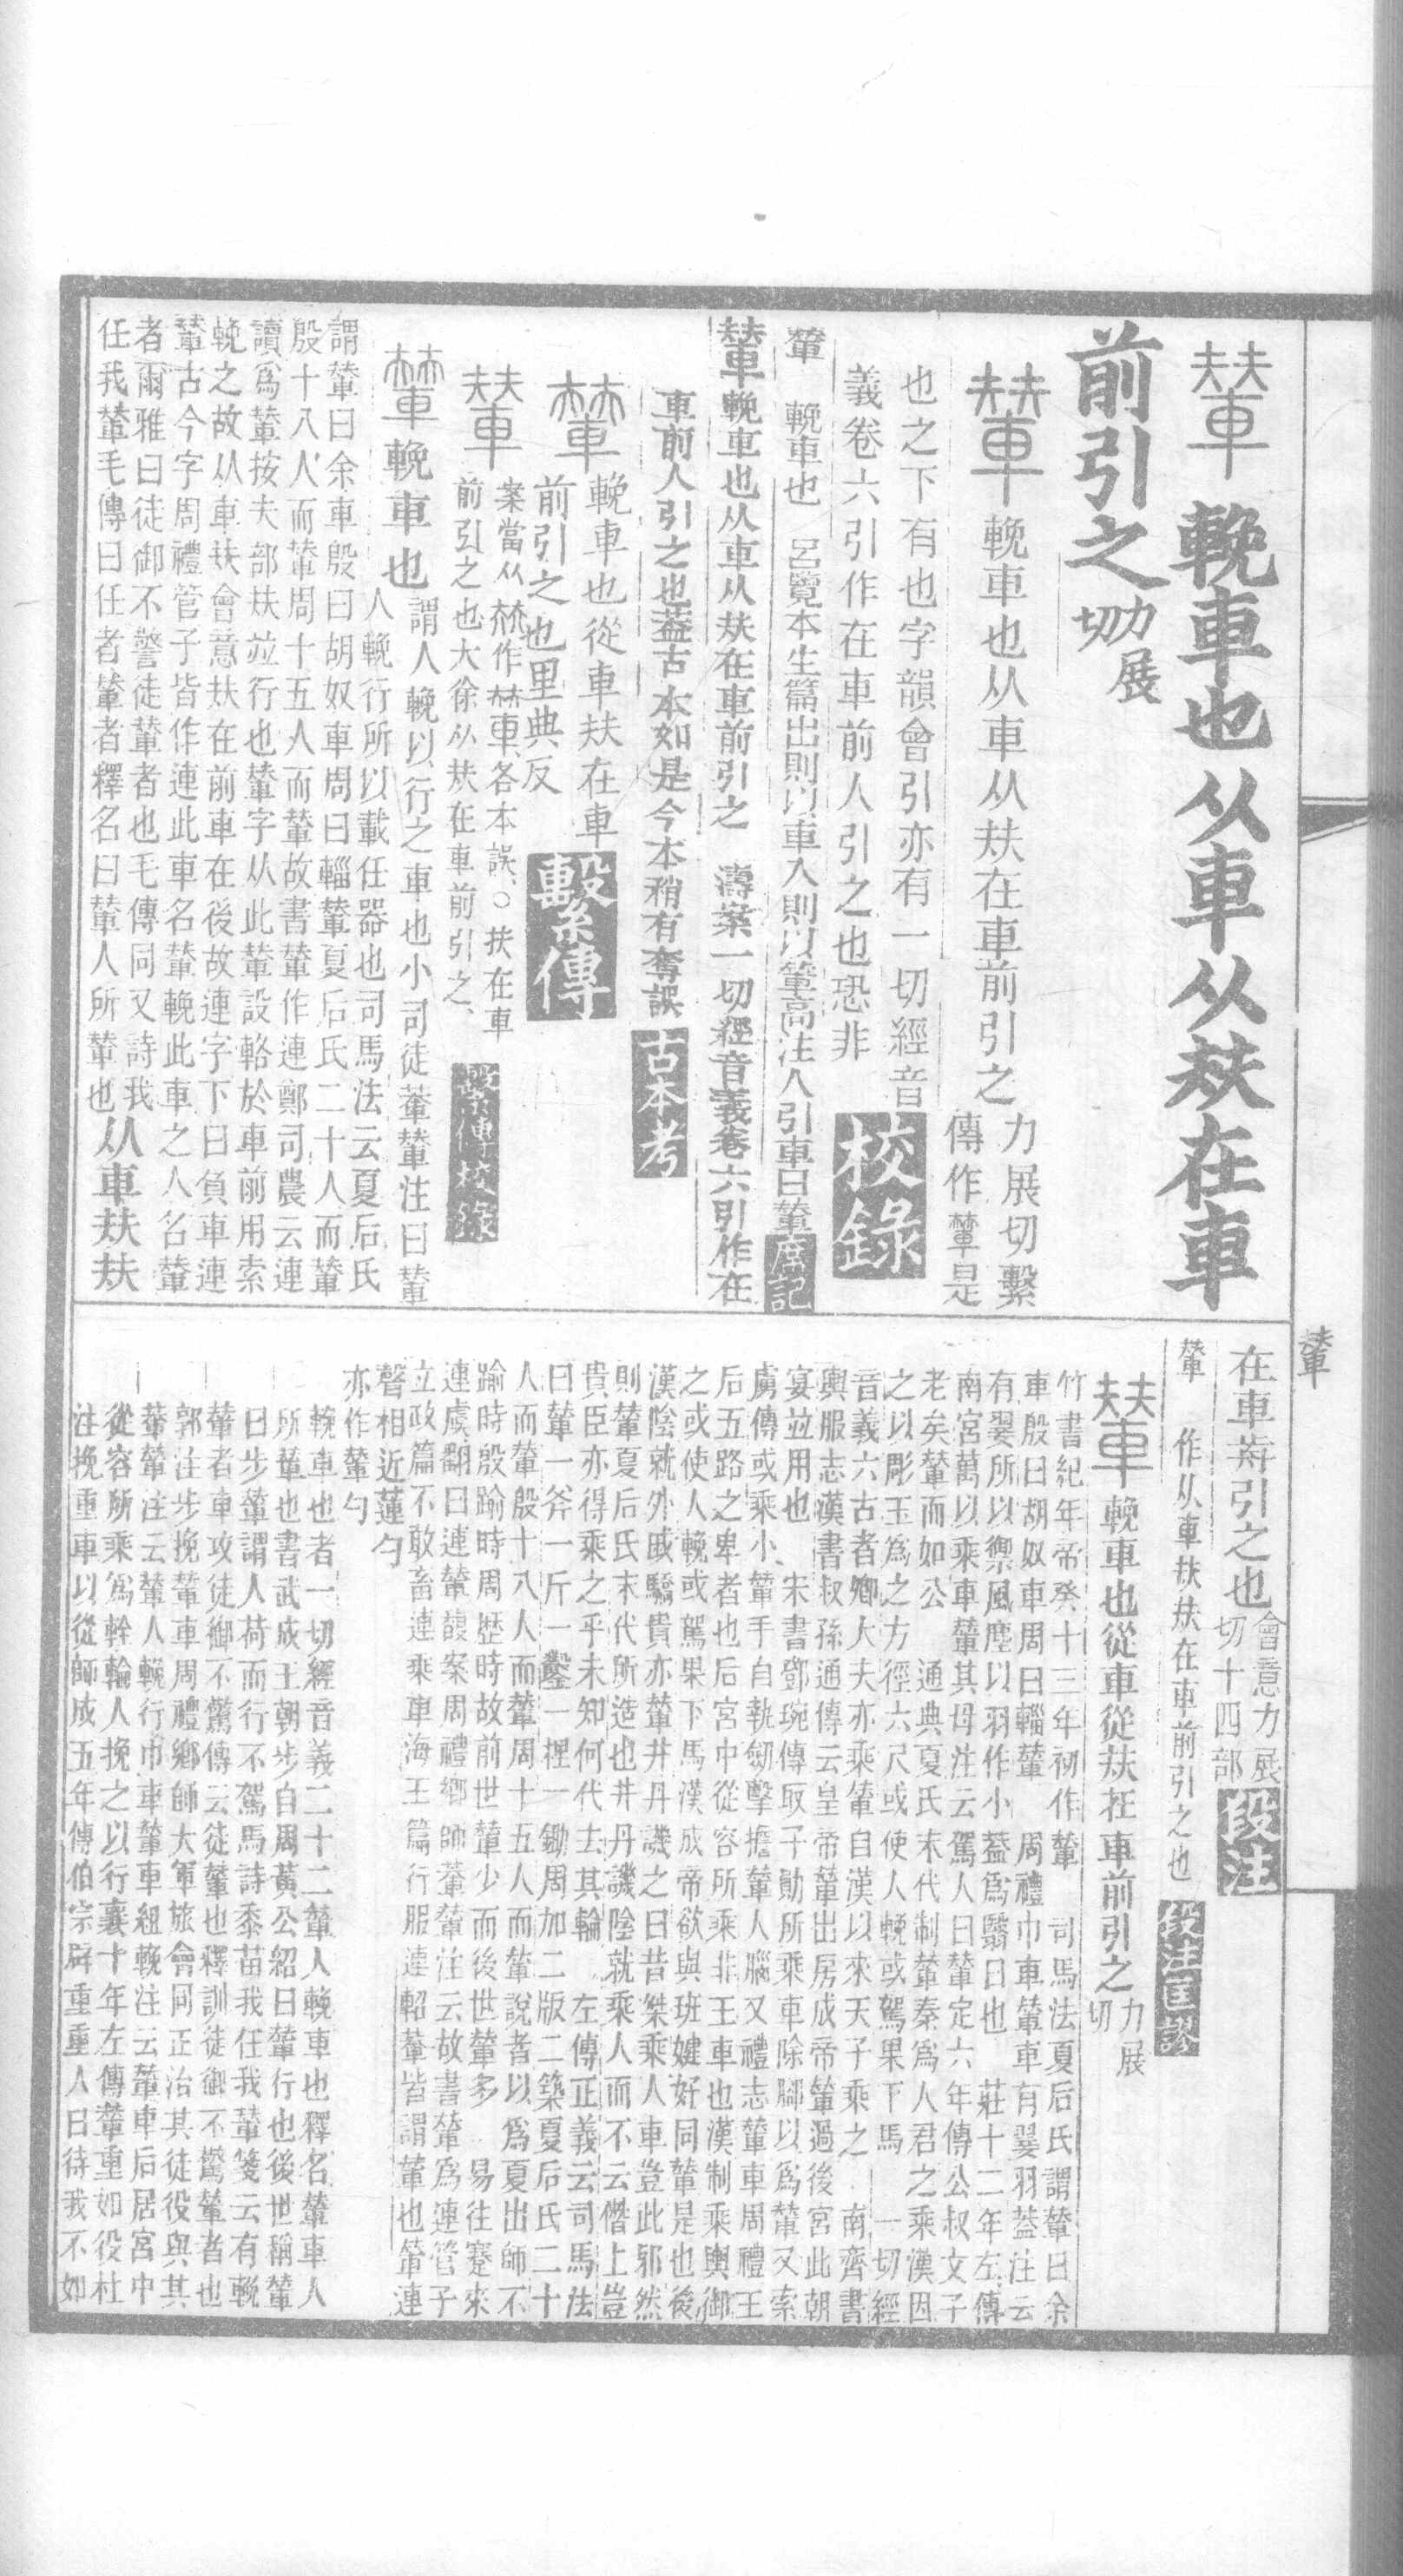 輦 輓車也从車从㚘在車
前引之力展切
輦 輓車也从車从㚘在車前引之力展切繫傳作輦是
也之下有也字韻會引亦有一切經音
義卷六引作在車前人引之也恐非 校錄
輦 輓車也 呂覽本生篇出則以車入則以輦高注人引車曰輦 席記
輦輓車也从車从㚘在車前引之 濤案一切經音義卷六引作在
車前人引之也蓋古本如是今本稍有奪誤 古本考
輦 輓車也從車㚘在車
前引之也里典反 繫傳
輦 案當从 作 各本誤○扶在車
前引之也大徐从㚘在車前引之 繫傳校錄
輦輓車也謂人輓以行之車也小司徒輂輦注曰輦
人輓行所以載任器也司馬法云夏后氏
謂輦曰余車殷曰胡奴車周曰輜輦夏后氏二十人而輦
殷十八人而輦周十五人而輦故書輦作連鄭司農云連
讀爲輦按夫部㚘竝行也輦字从此輦設輅於車前用索
輓之故从車㚘會意㚘在前車在後故連字下曰負車連
輦古今字周禮管子皆作連此車名輦輓此車之人名輦
者爾雅曰徒御不警徒輦者也毛傳同又詩我
任我輦毛傳曰任者輦者釋名曰輦人所輦也从車㚘㚘
輦
在車前引之也會意力展切十四部 段注
輦 作从車扶扶在車前引之也 段注匡謬
輦 輓車也從車從㚘在車前引之力展切
竹書紀年帝癸十三年初作輦 司馬法夏后氏謂輦曰余
車殷曰胡奴車周曰輜輦 周禮巾車輦車有翣羽蓋注云
有翣所以禦風塵以羽作小蓋爲翳日也 莊十二年左傳
南宮萬以乘車輦其母注云駕人曰輦定六年傳公叔文子
老矣輦而如公 通典夏氏末代制輦秦爲人君之乘漢因
之以彫玉爲之方徑六尺或使人輓或駕果下馬 一切經
音義六古者卿大夫亦乘輦自漢以來天子乘之 南齊書
輿服志漢書叔孫通傳云皇帝輦出房成帝輦過後宮此朝
宴竝用也 宋書鄧琬傳取子勛所乘車除腳以爲輦又索
虜傳或乘小輦手自執劒擊擔輦人腦又禮志輦車周禮王
后五路之卑者也后宮中從容所乘非王車也漢制乘輿御
之或使人輓或駕果下馬漢成帝欲與班婕妤同輦是也後
漢陰就外戚驕貴亦輦井丹譏之曰昔桀乘人車豈此邪然
則輦夏后氏末代所造也井丹譏陰就乘人而不云僭上豈
貴臣亦得乘之乎未知何代去其輪 左傳正義云司馬法
曰輦一斧一斤一鑿一梩一鋤周加二版二築夏后氏二十
人而輦殷十八人而輦周十五人而輦說者以爲夏出師不
踰時殷踰時周歷時故前世輦少而後世輦多 易往蹇來
連虞翻曰連輦馥案周禮鄉師輂輦注云故書輦爲連管子
立政篇不敢畜連乘車海王篇行服連軺輂皆謂輦也輦連
聲相近蓮勺
亦作輦勺
輓車也者一切經音義二十二輦人輓車也釋名輦車人
所輦也書武成王朝步自周黃公紹曰輦行也後世稱輦
曰步輦謂人荷而行不駕馬詩黍苗我任我輦箋云有輓
輦者車攻徒御不驚傳云徒輦也釋訓徒御不驚輦者也
郭注步挽輦車周禮鄉師大軍旅會同正治其徒役與其
輂輦注云輦人輓行巾車輦車組輓注云輦車后居宮中
從容所乘爲輇輪人挽之以行襄十年左傳輦重如役杜
注挽重車以從師成五年傳伯宗辟重重人曰待我不如